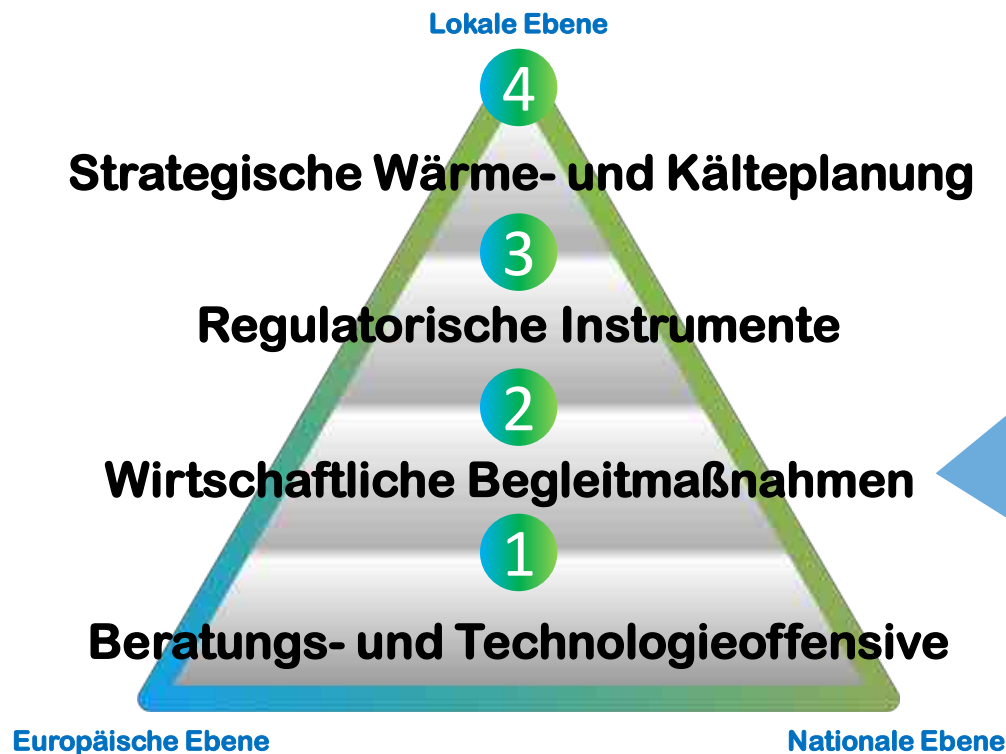 Lokale Ebene
4
Strategische Wärme- und Kälteplanung
3
Regulatorische Instrumente
2
Wirtschaftliche Begleitmaßnahmen
1
Beratungs- und Technologieoffensive
Europäische Ebene
Nationale Ebene